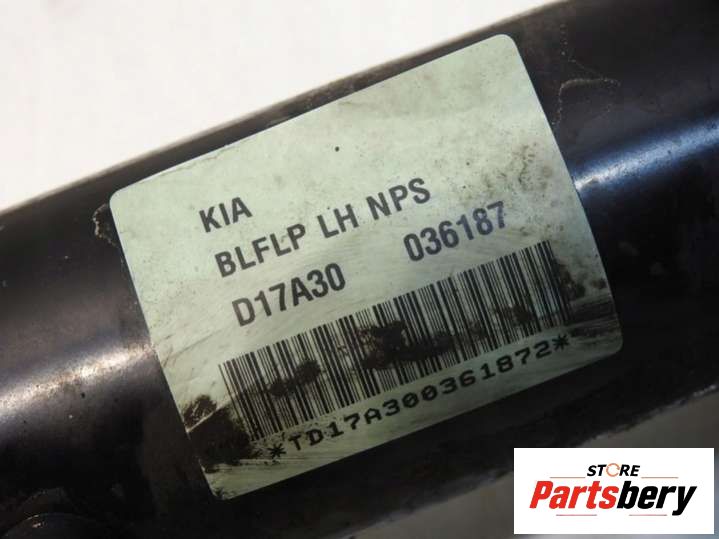 KIA
BLFLP LH NPS
D17A30 036187
*TD17A300361872*
STORE
Partsbery